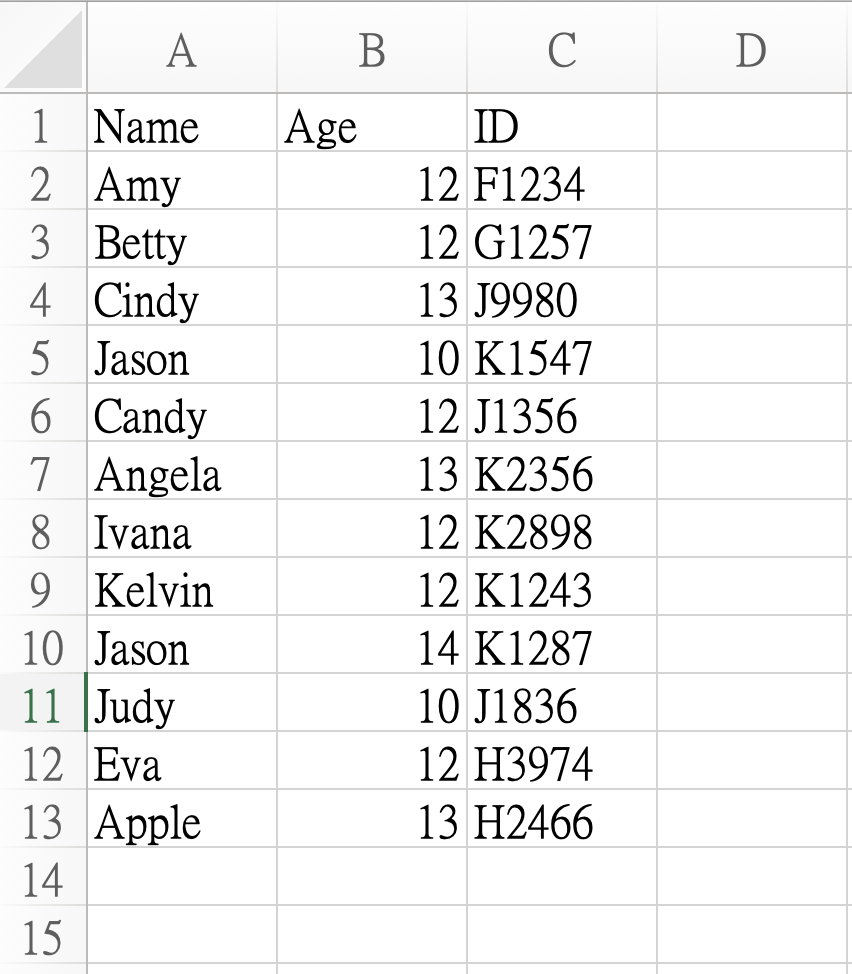 A B C D
1 Name Age ID
2 Amy 12 F1234
3 Betty 12 G1257
4 Cindy 13 J9980
5 Jason 10 K1547
6 Candy 12 J1356
7 Angela 13 K2356
8 Ivana 12 K2898
9 Kelvin 12 K1243
10 Jason 14 K1287
11 Judy 10 J1836
12 Eva 12 H3974
13 Apple 13 H2466
14
15